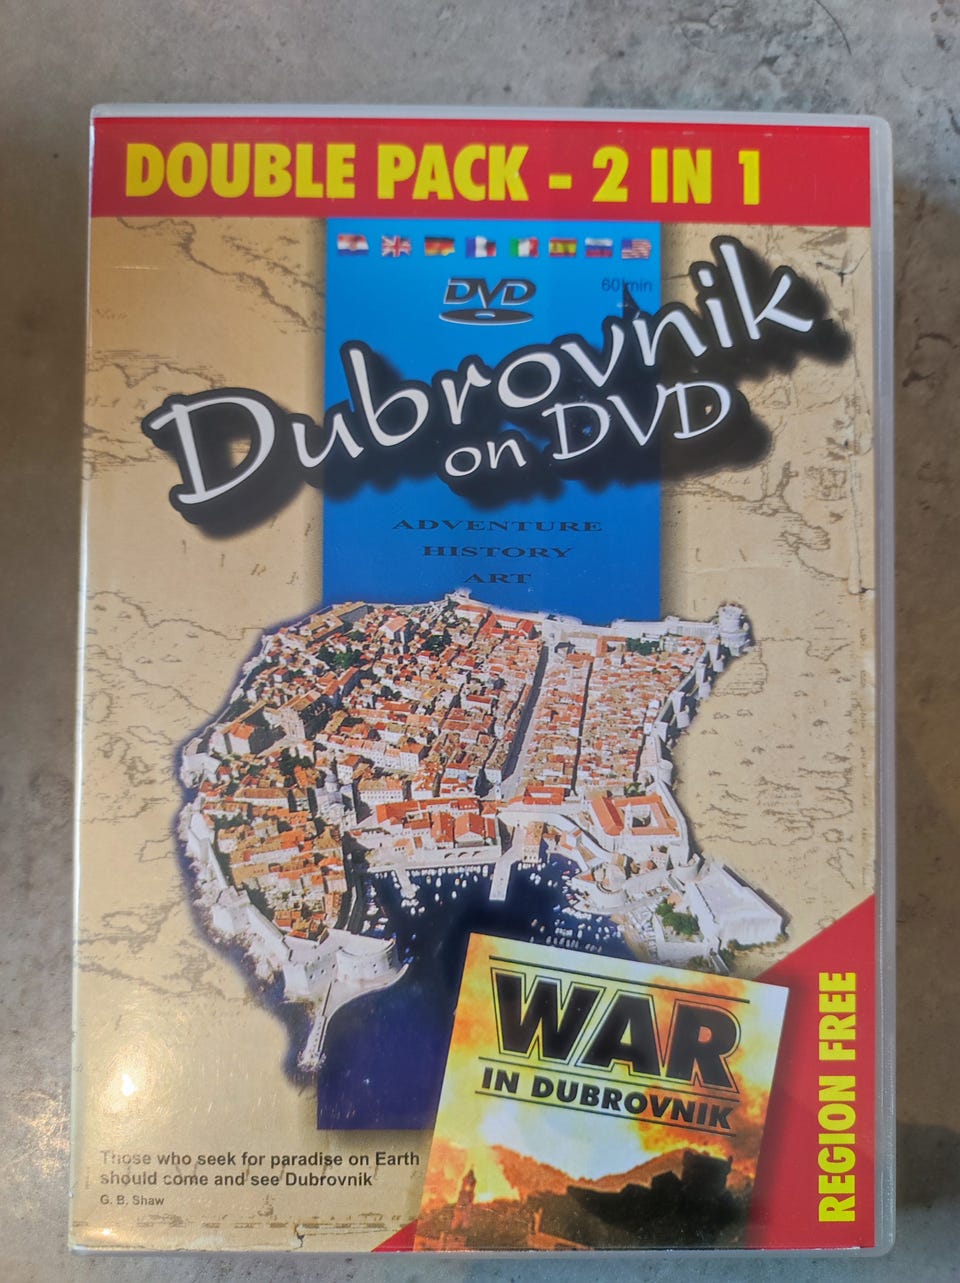 DOUBLE PACK - 2 IN 1
DVD
60 min
Dubrovnik
on DVD
ADVENTURE
HISTORY
ART
WAR
IN DUBROVNIK
REGION FREE
Those who seek for paradise on Earth
should come and see Dubrovnik
G. B. Shaw